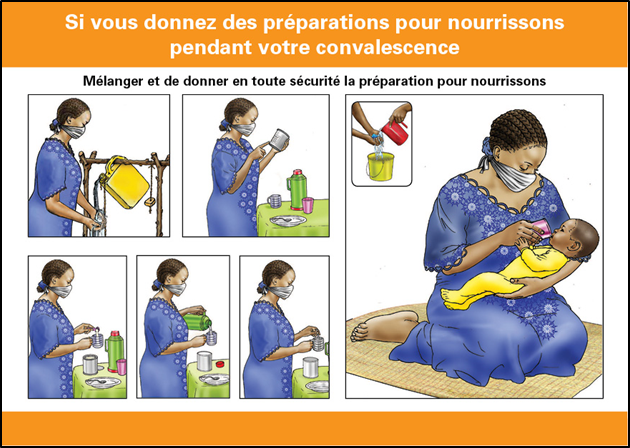 Si vous donnez des préparations pour nourrissons
pendant votre convalescence
Mélanger et de donner en toute sécurité la préparation pour nourrissons